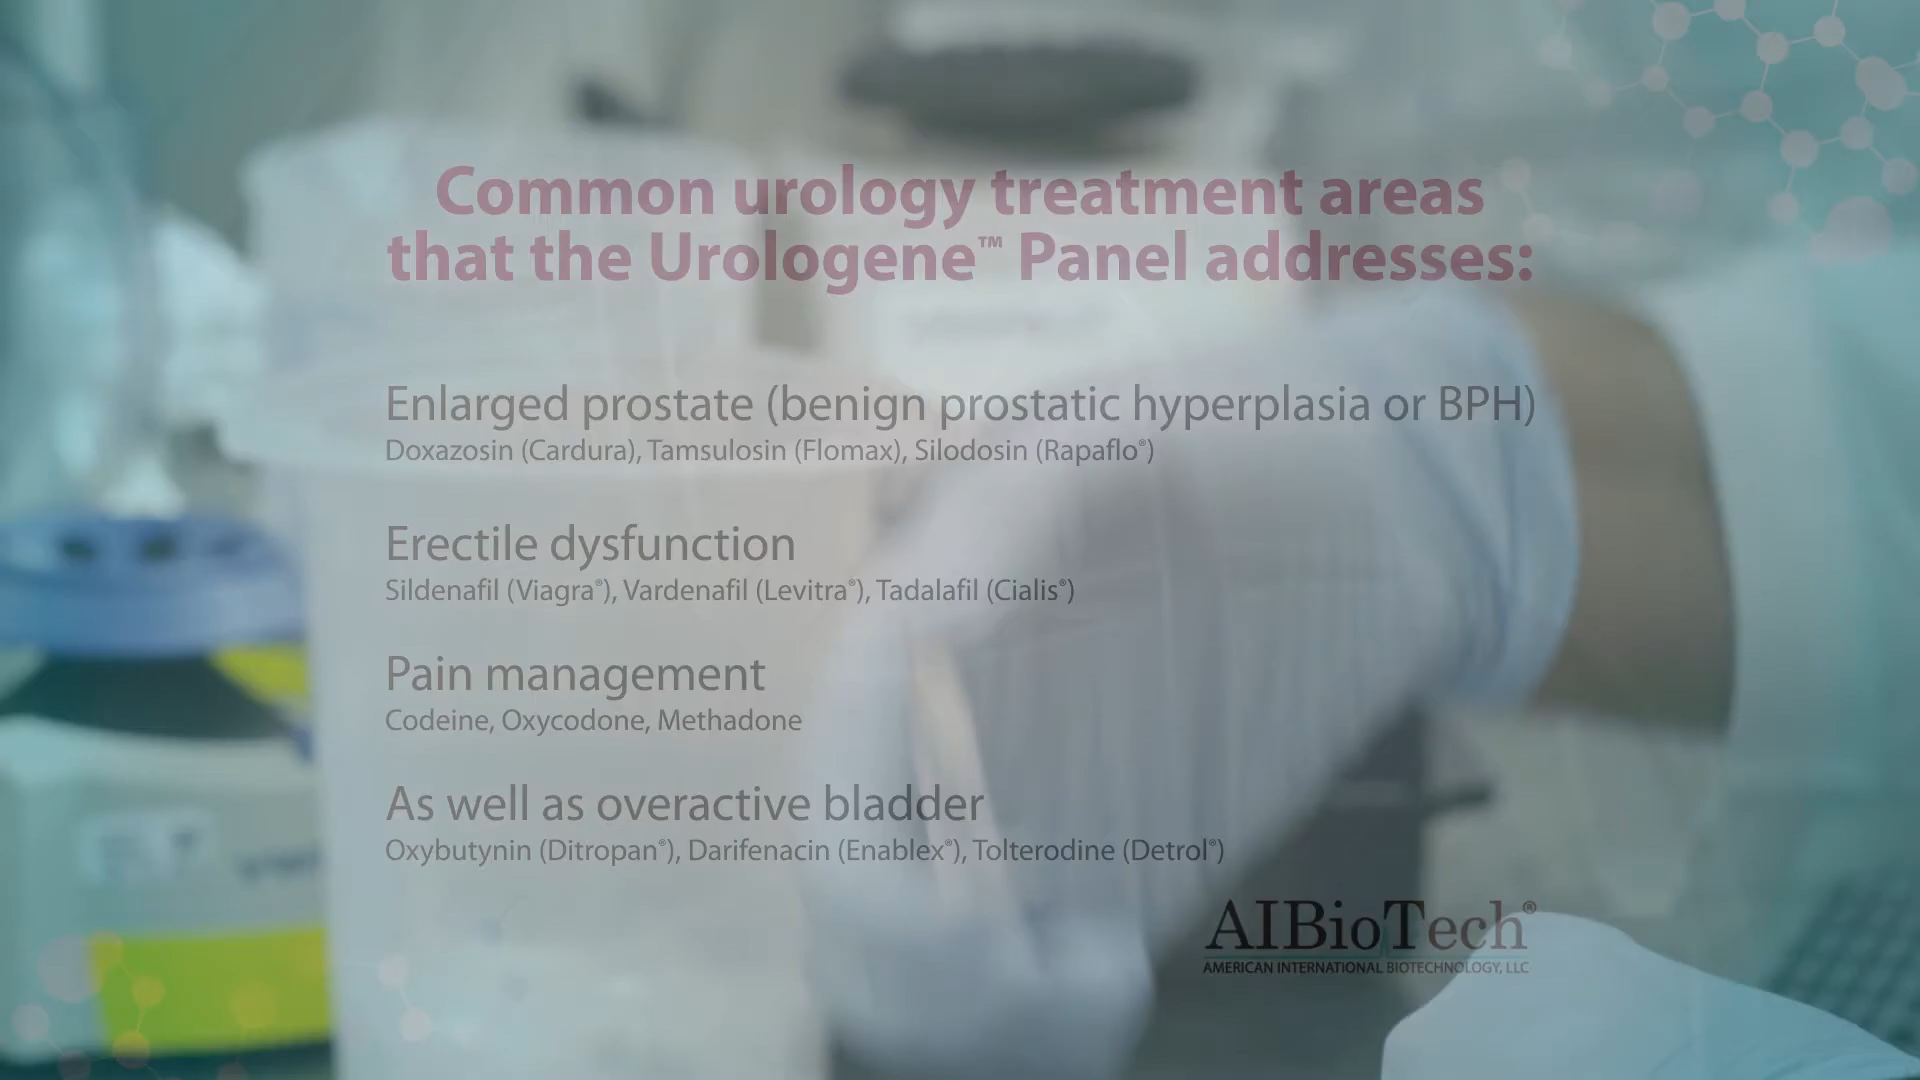 Common urology treatment areas
that the Urologene™ Panel addresses:
Enlarged prostate (benign prostatic hyperplasia or BPH)
Doxazosin (Cardura), Tamsulosin (Flomax), Silodosin (Rapaflo®)
Erectile dysfunction
Sildenafil (Viagra®), Vardenafil (Levitra®), Tadalafil (Cialis®)
Pain management
Codeine, Oxycodone, Methadone
As well as overactive bladder
Oxybutynin (Ditropan®), Darifenacin (Enablex®), Tolterodine (Detrol®)
AIBioTech®
AMERICAN INTERNATIONAL BIOTECHNOLOGY, LLC